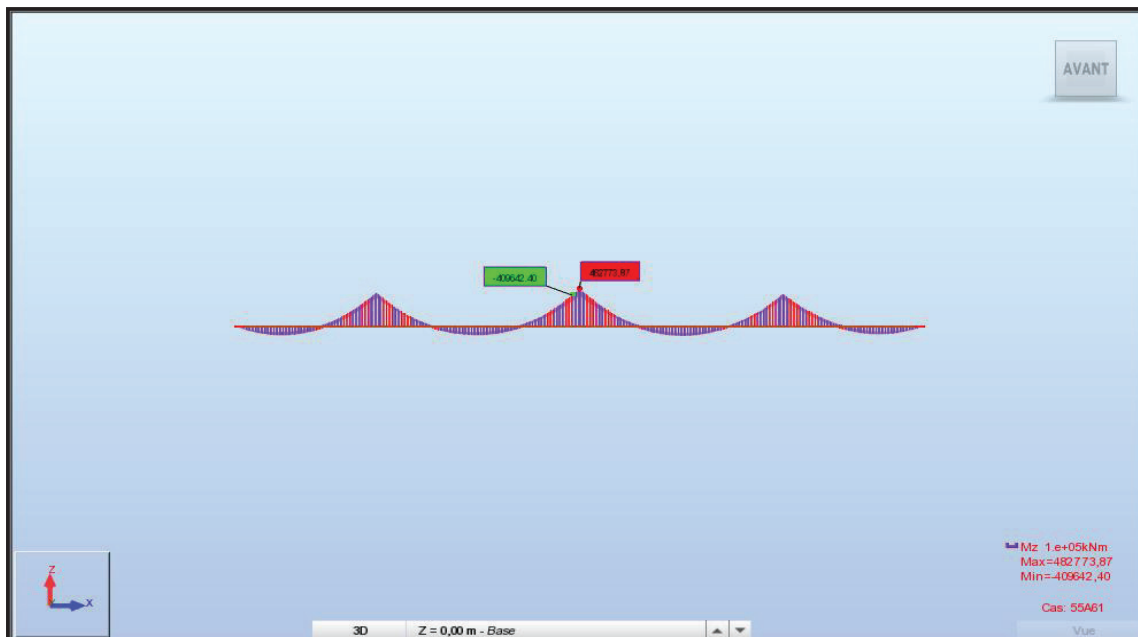 AVANT
-409642,40
482773,87
Mz 1.e+05kNm
Max=482773,87
Min=-409642,40
Cas: 55A61
Z
X
3D Z = 0,00 m - Base
Vue